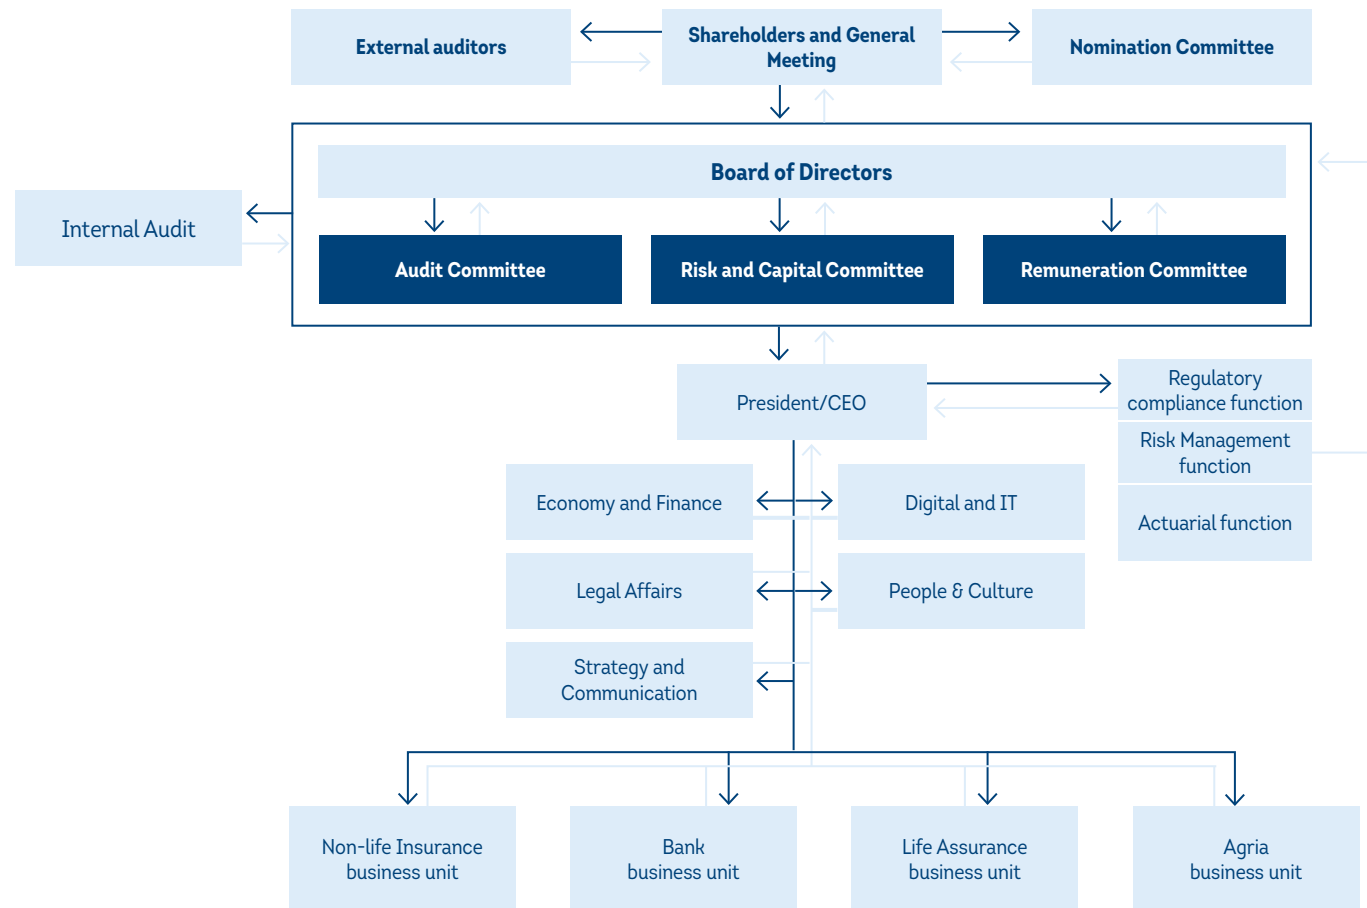 External auditors
Shareholders and General
Meeting
Nomination Committee
Board of Directors
Internal Audit
Audit Committee
Risk and Capital Committee
Remuneration Committee
President/CEO
Regulatory
compliance function
Risk Management
function
Actuarial function
Economy and Finance
Digital and IT
Legal Affairs
People & Culture
Strategy and
Communication
Non-life Insurance
business unit
Bank
business unit
Life Assurance
business unit
Agria
business unit